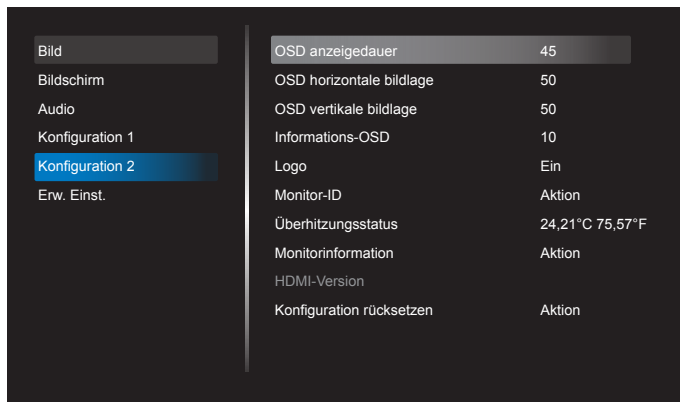 Bild
Bildschirm
Audio
Konfiguration 1
Konfiguration 2
Erw. Einst.
OSD anzeigedauer 45
OSD horizontale bildlage 50
OSD vertikale bildlage 50
Informations-OSD 10
Logo Ein
Monitor-ID Aktion
Überhitzungsstatus 24,21°C 75,57°F
Monitorinformation Aktion
HDMI-Version
Konfiguration rücksetzen Aktion